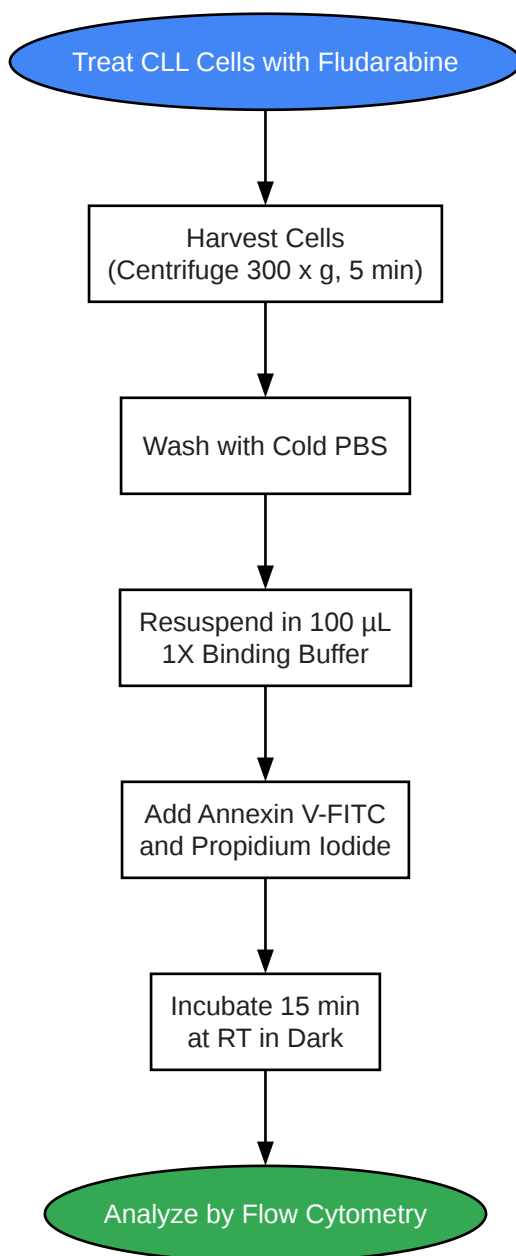 Treat CLL Cells with Fludarabine
Harvest Cells
(Centrifuge 300 x g, 5 min)
Wash with Cold PBS
Resuspend in 100 µL
1X Binding Buffer
Add Annexin V-FITC
and Propidium Iodide
Incubate 15 min
at RT in Dark
Analyze by Flow Cytometry